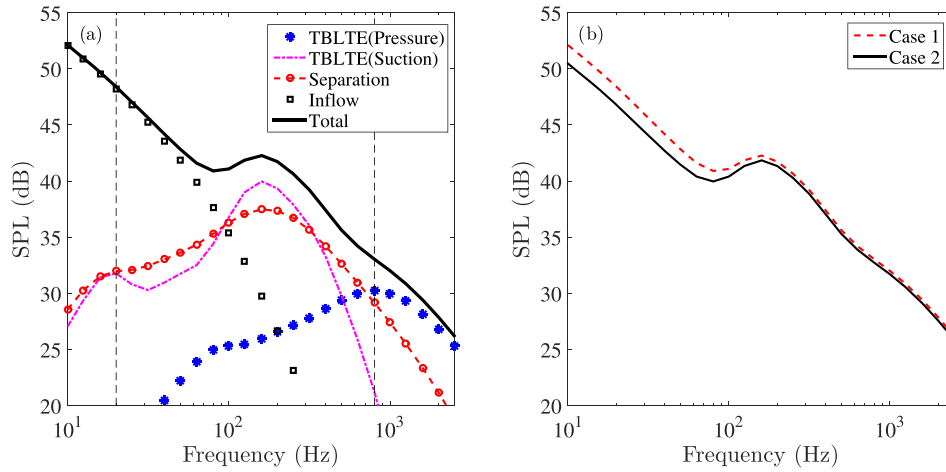 (a)
TBLTE(Pressure)
TBLTE(Suction)
Separation
Inflow
Total
55
50
45
40
35
30
25
20
SPL (dB)
10^1
10^2
10^3
Frequency (Hz)
(b)
Case 1
Case 2
55
50
45
40
35
30
25
20
SPL (dB)
10^1
10^2
10^3
Frequency (Hz)